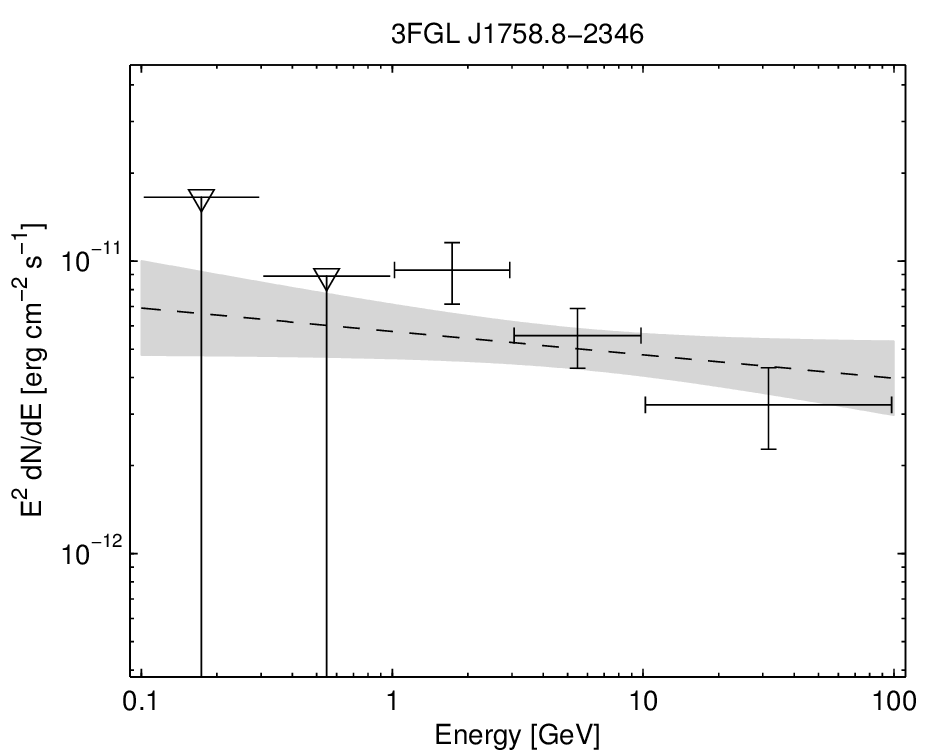 3FGL J1758.8−2346
E² dN/dE [erg cm⁻² s⁻¹]
10⁻¹¹
10⁻¹²
0.1 1 10 100
Energy [GeV]